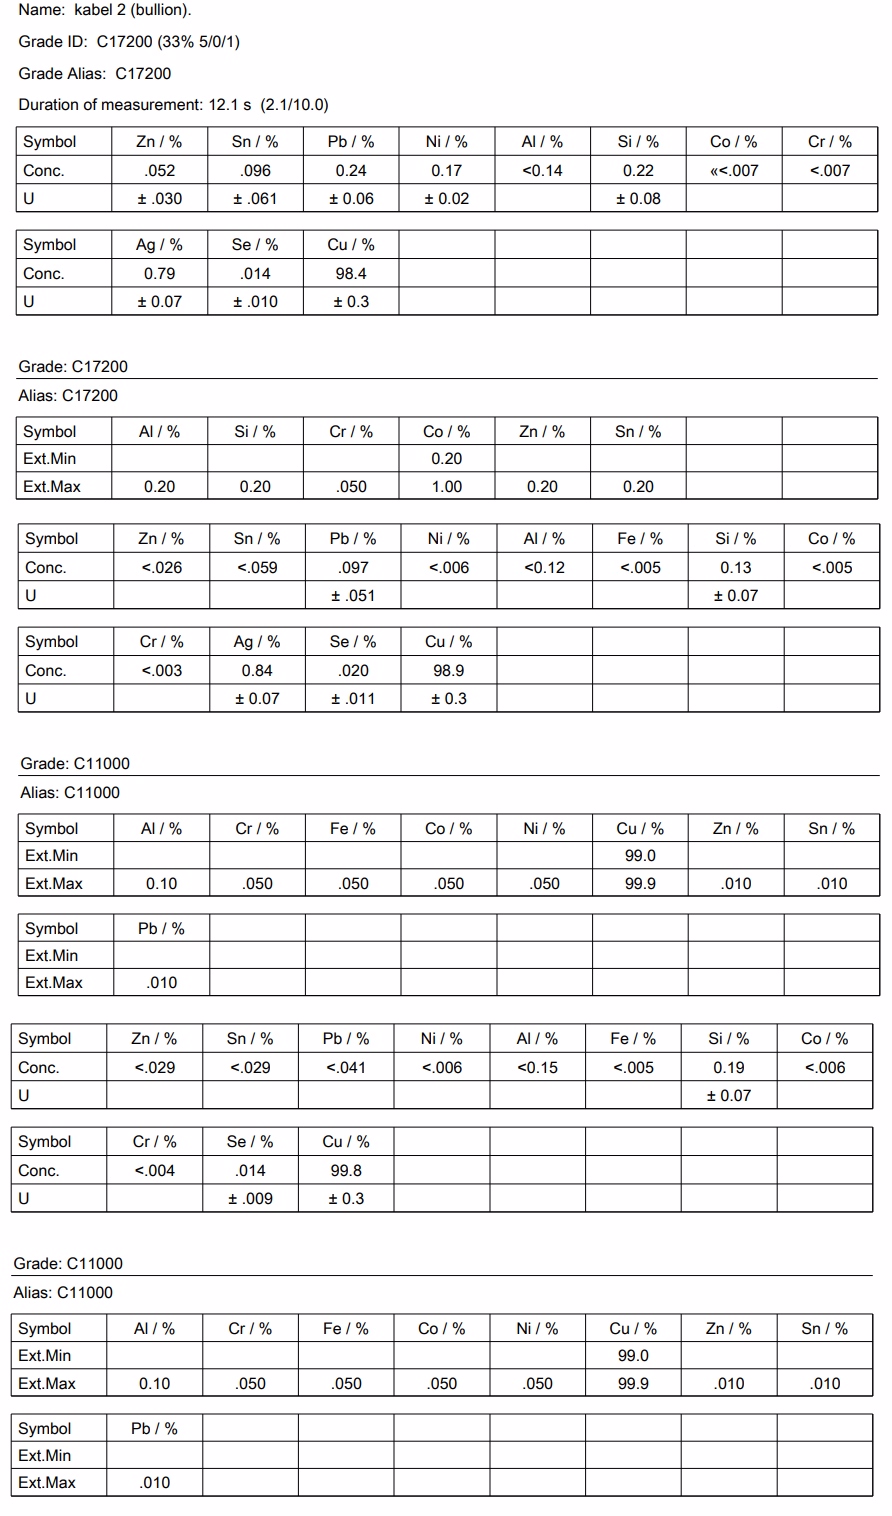 Name: kabel 2 (bullion).
Grade ID: C17200 (33% 5/0/1)
Grade Alias: C17200
Duration of measurement: 12.1 s (2.1/10.0)
Symbol Zn / % Sn / % Pb / % Ni / % Al / % Si / % Co / % Cr / %
Conc. .052 .096 0.24 0.17 <0.14 0.22 «<.007 <.007
U ± .030 ± .061 ± 0.06 ± 0.02 ± 0.08
Symbol Ag / % Se / % Cu / %
Conc. 0.79 .014 98.4
U ± 0.07 ± .010 ± 0.3
Grade: C17200
Alias: C17200
Symbol Al / % Si / % Cr / % Co / % Zn / % Sn / %
Ext.Min 0.20
Ext.Max 0.20 0.20 .050 1.00 0.20 0.20
Symbol Zn / % Sn / % Pb / % Ni / % Al / % Fe / % Si / % Co / %
Conc. <.026 <.059 .097 <.006 <0.12 <.005 0.13 <.005
U ± .051 ± 0.07
Symbol Cr / % Ag / % Se / % Cu / %
Conc. <.003 0.84 .020 98.9
U ± 0.07 ± .011 ± 0.3
Grade: C11000
Alias: C11000
Symbol Al / % Cr / % Fe / % Co / % Ni / % Cu / % Zn / % Sn / %
Ext.Min 99.0
Ext.Max 0.10 .050 .050 .050 .050 99.9 .010 .010
Symbol Pb / %
Ext.Min
Ext.Max .010
Symbol Zn / % Sn / % Pb / % Ni / % Al / % Fe / % Si / % Co / %
Conc. <.029 <.029 <.041 <.006 <0.15 <.005 0.19 <.006
U ± 0.07
Symbol Cr / % Se / % Cu / %
Conc. <.004 .014 99.8
U ± .009 ± 0.3
Grade: C11000
Alias: C11000
Symbol Al / % Cr / % Fe / % Co / % Ni / % Cu / % Zn / % Sn / %
Ext.Min 99.0
Ext.Max 0.10 .050 .050 .050 .050 99.9 .010 .010
Symbol Pb / %
Ext.Min
Ext.Max .010